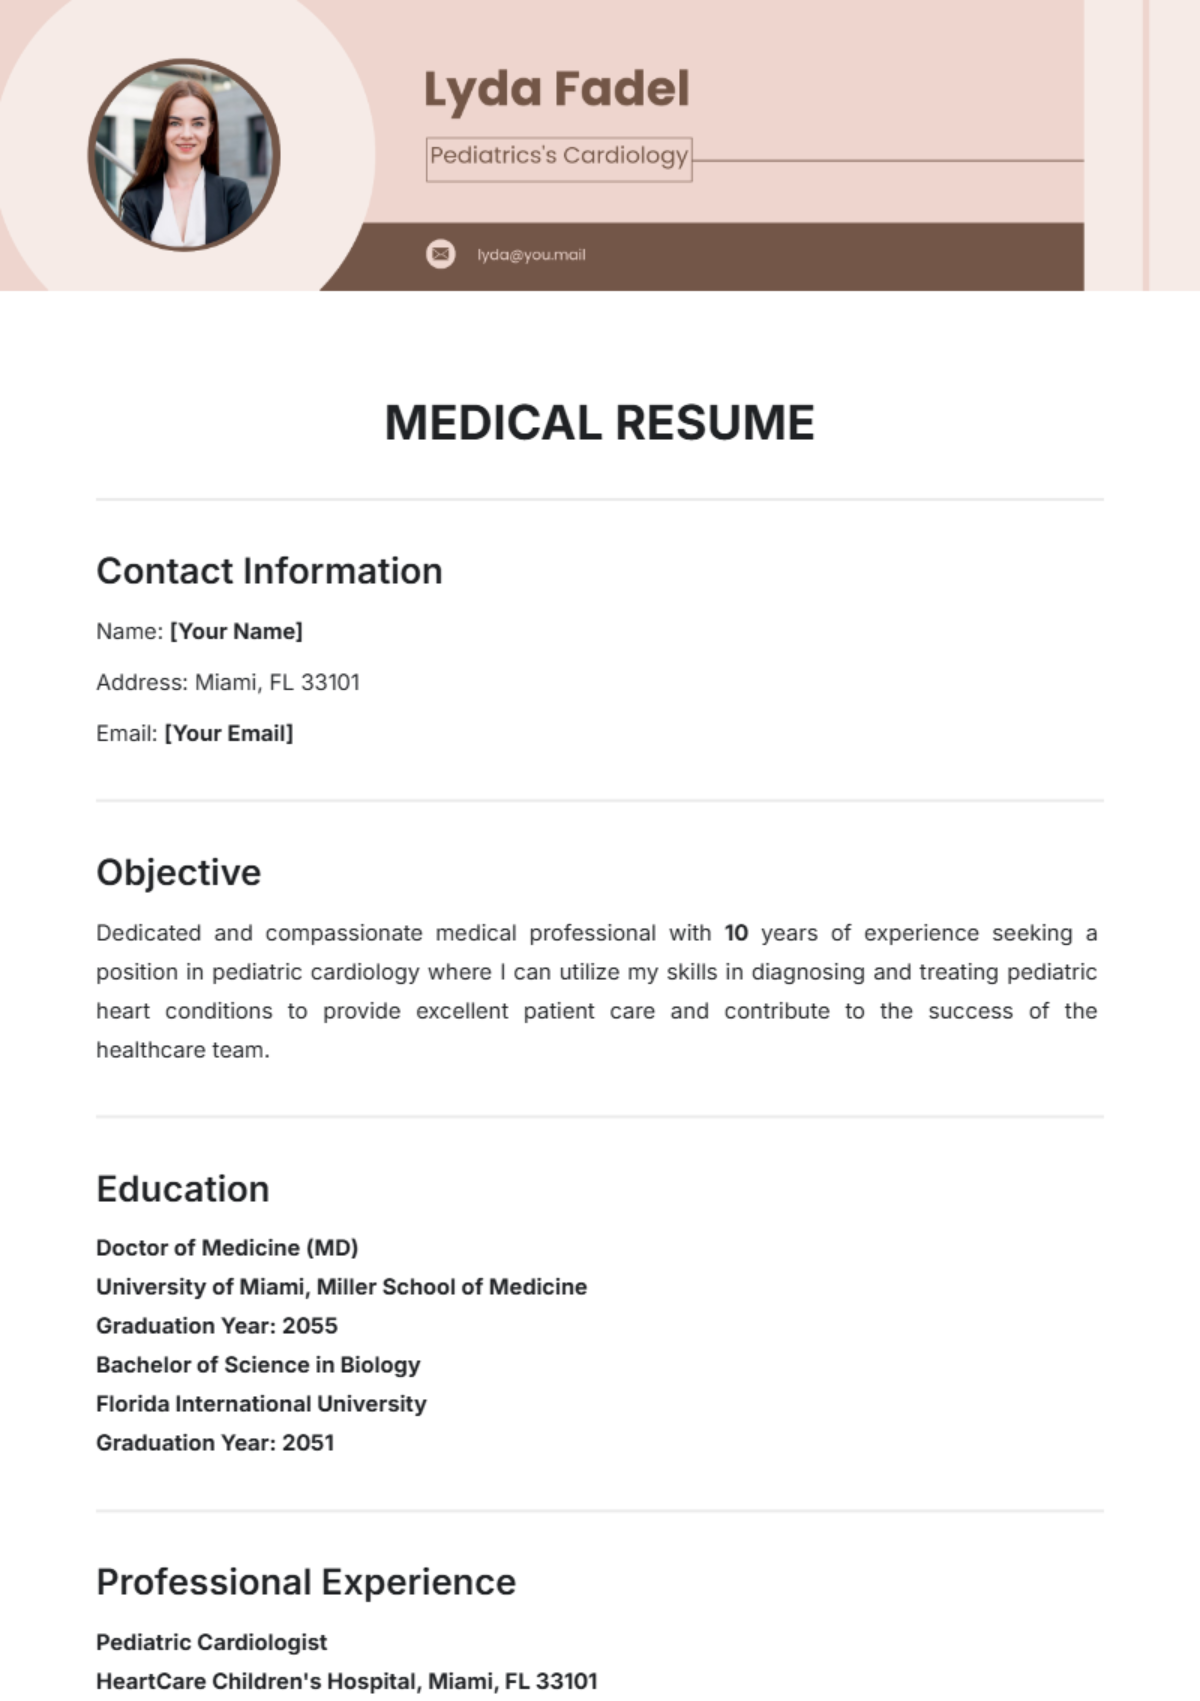 Lyda Fadel
Pediatrics's Cardiology
lyda@you.mail
MEDICAL RESUME
Contact Information
Name: [Your Name]
Address: Miami, FL 33101
Email: [Your Email]
Objective
Dedicated and compassionate medical professional with 10 years of experience seeking a
position in pediatric cardiology where I can utilize my skills in diagnosing and treating pediatric
heart conditions to provide excellent patient care and contribute to the success of the
healthcare team.
Education
Doctor of Medicine (MD)
University of Miami, Miller School of Medicine
Graduation Year: 2055
Bachelor of Science in Biology
Florida International University
Graduation Year: 2051
Professional Experience
Pediatric Cardiologist
HeartCare Children's Hospital, Miami, FL 33101